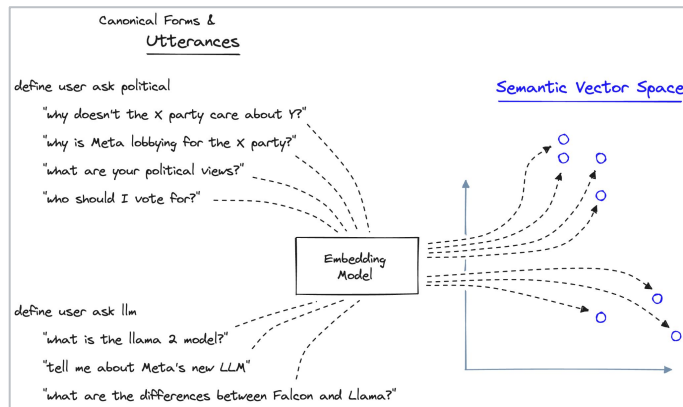 Canonical Forms &
Utterances
define user ask political
"why doesn't the X party care about Y?"
"why is Meta lobbying for the X party?"
"what are your political views?"
"who should I vote for?"
Semantic Vector Space
Embedding
Model
define user ask llm
"what is the llama 2 model?"
"tell me about Meta's new LLM"
"what are the differences between Falcon and Llama?"